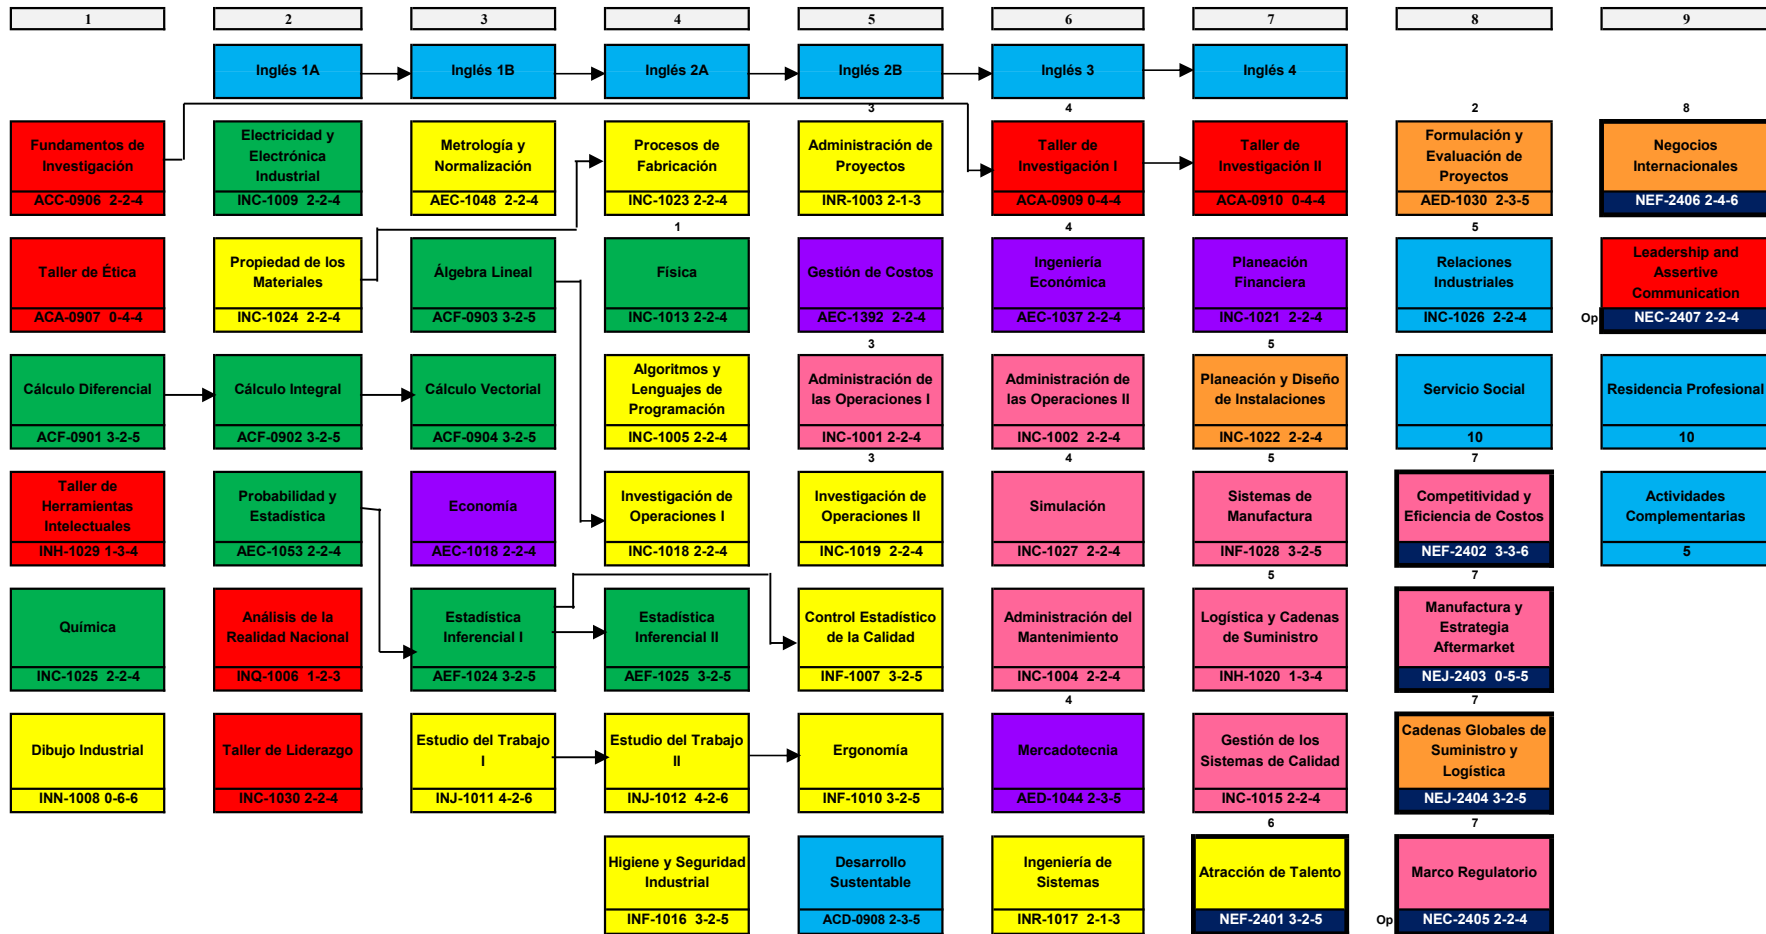 1 2 3 4 5 6 7 8 9
Inglés 1A Inglés 1B Inglés 2A Inglés 2B Inglés 3 Inglés 4
3 4 2 8
Fundamentos de
Investigación
ACC-0906 2-2-4
Electricidad y
Electrónica
Industrial
INC-1009 2-2-4
Metrología y
Normalización
AEC-1048 2-2-4
Procesos de
Fabricación
INC-1023 2-2-4
Administración de
Proyectos
INR-1003 2-1-3
Taller de
Investigación I
ACA-0909 0-4-4
Taller de
Investigación II
ACA-0910 0-4-4
Formulación y
Evaluación de
Proyectos
AED-1030 2-3-5
Negocios
Internacionales
NEF-2406 2-4-6
1 4 5
Taller de Ética
ACA-0907 0-4-4
Propiedad de los
Materiales
INC-1024 2-2-4
Álgebra Lineal
ACF-0903 3-2-5
Física
INC-1013 2-2-4
Gestión de Costos
AEC-1392 2-2-4
Ingeniería
Económica
AEC-1037 2-2-4
Planeación
Financiera
INC-1021 2-2-4
Relaciones
Industriales
INC-1026 2-2-4
Leadership and
Assertive
Communication
Op NEC-2407 2-2-4
3 5
Cálculo Diferencial
ACF-0901 3-2-5
Cálculo Integral
ACF-0902 3-2-5
Cálculo Vectorial
ACF-0904 3-2-5
Algoritmos y
Lenguajes de
Programación
INC-1005 2-2-4
Administración de
las Operaciones I
INC-1001 2-2-4
Administración de
las Operaciones II
INC-1002 2-2-4
Planeación y Diseño
de Instalaciones
INC-1022 2-2-4
Servicio Social
10
Residencia Profesional
10
3 4 5 7
Taller de
Herramientas
Intelectuales
INH-1029 1-3-4
Probabilidad y
Estadística
AEC-1053 2-2-4
Economía
AEC-1018 2-2-4
Investigación de
Operaciones I
INC-1018 2-2-4
Investigación de
Operaciones II
INC-1019 2-2-4
Simulación
INC-1027 2-2-4
Sistemas de
Manufactura
INF-1028 3-2-5
Competitividad y
Eficiencia de Costos
NEF-2402 3-3-6
Actividades
Complementarias
5
5 7
Química
INC-1025 2-2-4
Análisis de la
Realidad Nacional
INQ-1006 1-2-3
Estadística
Inferencial I
AEF-1024 3-2-5
Estadística
Inferencial II
AEF-1025 3-2-5
Control Estadístico
de la Calidad
INF-1007 3-2-5
Administración del
Mantenimiento
INC-1004 2-2-4
Logística y Cadenas
de Suministro
INH-1020 1-3-4
Manufactura y
Estrategia
Aftermarket
NEJ-2403 0-5-5
4 7
Dibujo Industrial
INN-1008 0-6-6
Taller de Liderazgo
INC-1030 2-2-4
Estudio del Trabajo
I
INJ-1011 4-2-6
Estudio del Trabajo
II
INJ-1012 4-2-6
Ergonomía
INF-1010 3-2-5
Mercadotecnia
AED-1044 2-3-5
Gestión de los
Sistemas de Calidad
INC-1015 2-2-4
Cadenas Globales de
Suministro y
Logística
NEJ-2404 3-2-5
6 7
Higiene y Seguridad
Industrial
INF-1016 3-2-5
Desarrollo
Sustentable
ACD-0908 2-3-5
Ingeniería de
Sistemas
INR-1017 2-1-3
Atracción de Talento
NEF-2401 3-2-5
Marco Regulatorio
Op NEC-2405 2-2-4